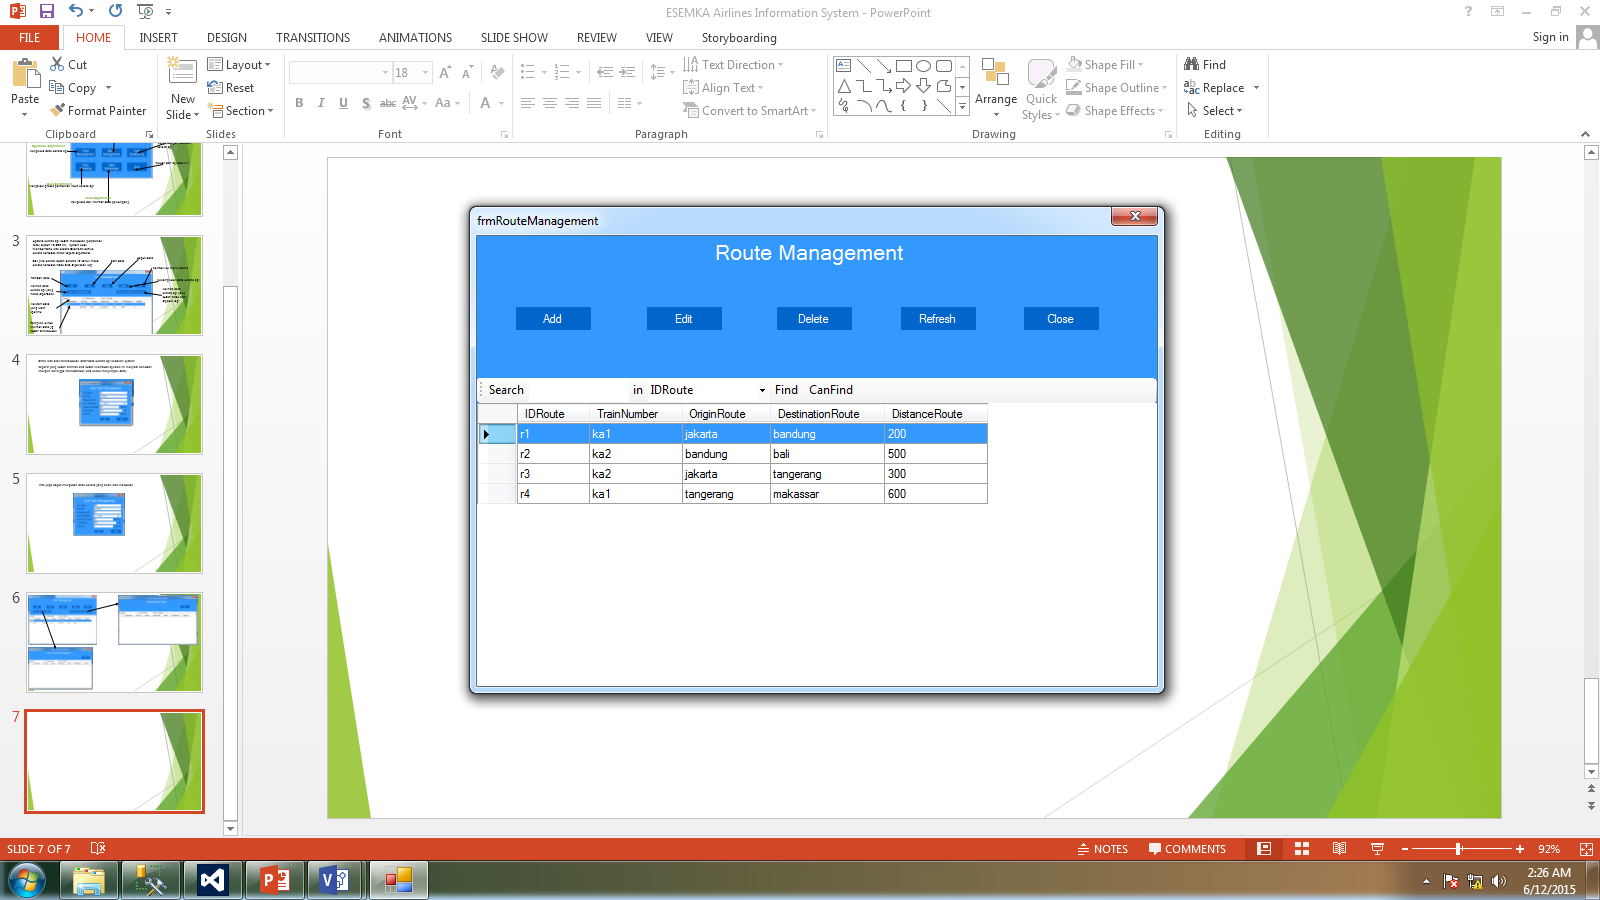 ESEMKA Airlines Information System - PowerPoint
FILE HOME INSERT DESIGN TRANSITIONS ANIMATIONS SLIDE SHOW REVIEW VIEW Storyboarding Sign in
Paste
Cut
Copy
Format Painter
Clipboard
New Slide
Layout
Reset
Section
Slides
18
B I U S abc AV Aa A
Font
Text Direction
Align Text
Convert to SmartArt
Paragraph
Arrange
Quick Styles
Shape Fill
Shape Outline
Shape Effects
Drawing
Find
Replace
Select
Editing
3
4
5
6
7
frmRouteManagement
Route Management
Add Edit Delete Refresh Close
Search in IDRoute Find CanFind
IDRoute TrainNumber OriginRoute DestinationRoute DistanceRoute
r1 ka1 jakarta bandung 200
r2 ka2 bandung bali 500
r3 ka2 jakarta tangerang 300
r4 ka1 tangerang makassar 600
SLIDE 7 OF 7 NOTES COMMENTS 92%
2:26 AM
6/12/2015